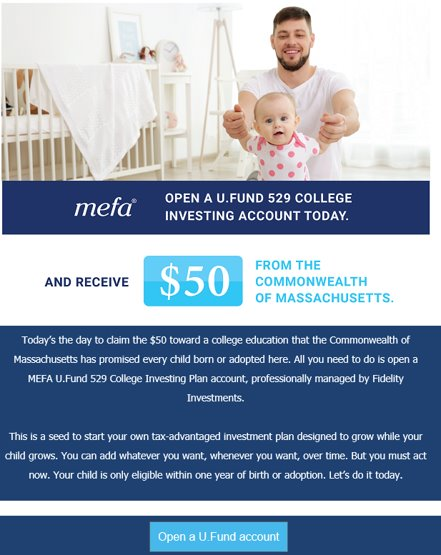 mefa®
OPEN A U.FUND 529 COLLEGE
INVESTING ACCOUNT TODAY.
AND RECEIVE
$50
FROM THE
COMMONWEALTH
OF MASSACHUSETTS.
Today's the day to claim the $50 toward a college education that the Commonwealth of
Massachusetts has promised every child born or adopted here. All you need to do is open a
MEFA U.Fund 529 College Investing Plan account, professionally managed by Fidelity
Investments.
This is a seed to start your own tax-advantaged investment plan designed to grow while your
child grows. You can add whatever you want, whenever you want, over time. But you must act
now. Your child is only eligible within one year of birth or adoption. Let's do it today.
Open a U.Fund account